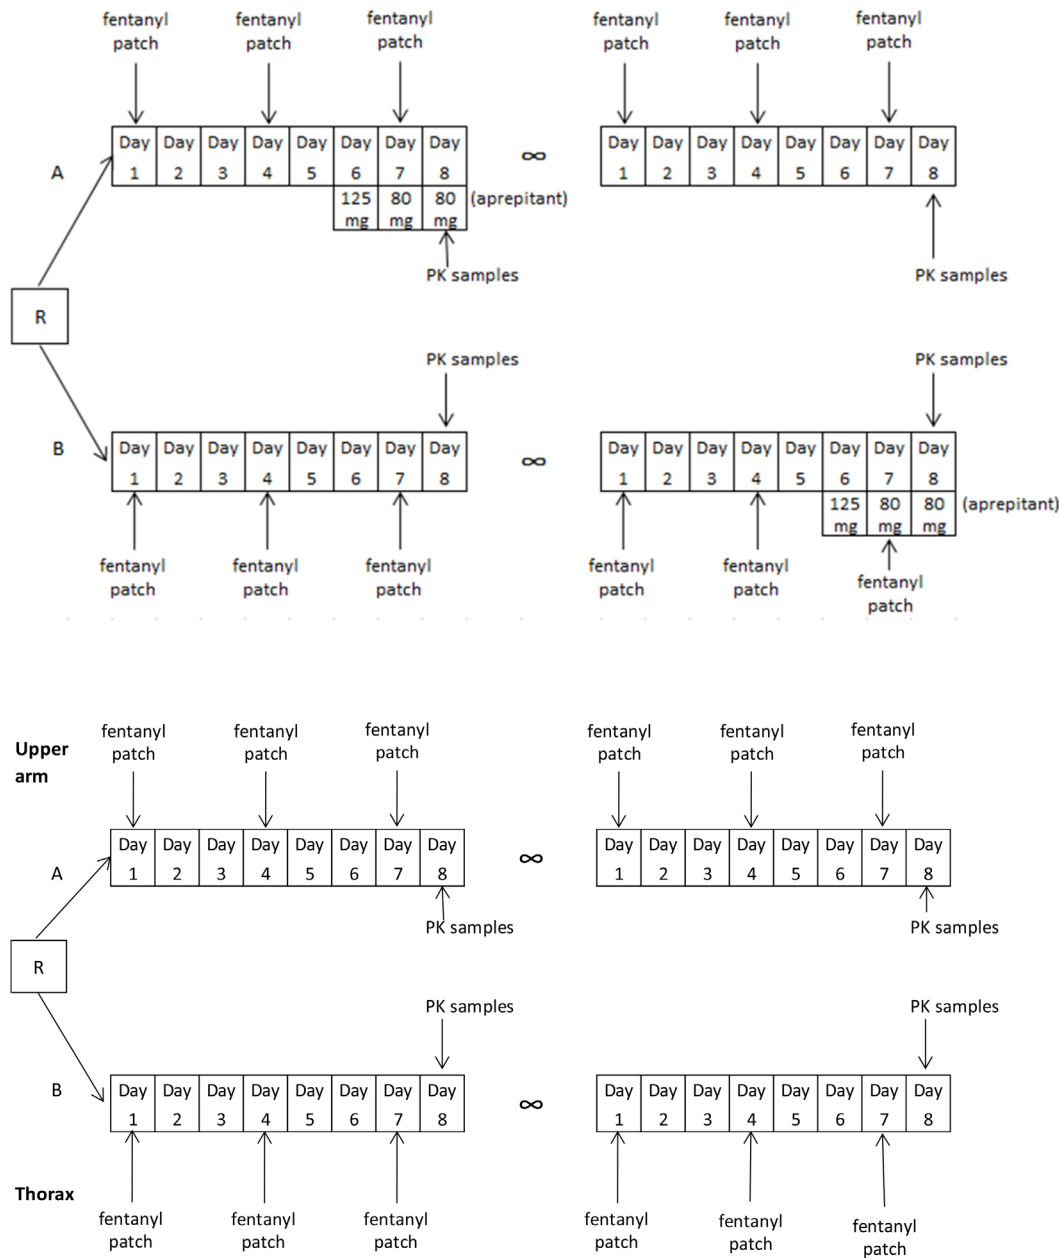 fentanyl fentanyl fentanyl fentanyl fentanyl fentanyl
patch patch patch patch patch patch
Day Day Day Day Day Day Day Day ∞ Day Day Day Day Day Day Day Day
A 1 2 3 4 5 6 7 8 1 2 3 4 5 6 7 8
125 80 80 (aprepitant)
mg mg mg
PK samples PK samples
R
PK samples PK samples
B Day Day Day Day Day Day Day Day ∞ Day Day Day Day Day Day Day Day
1 2 3 4 5 6 7 8 1 2 3 4 5 6 7 8
125 80 80 (aprepitant)
mg mg mg
fentanyl fentanyl fentanyl fentanyl fentanyl fentanyl
patch patch patch patch patch patch
Upper fentanyl fentanyl fentanyl fentanyl fentanyl fentanyl
arm patch patch patch patch patch patch
Day Day Day Day Day Day Day Day ∞ Day Day Day Day Day Day Day Day
A 1 2 3 4 5 6 7 8 1 2 3 4 5 6 7 8
PK samples PK samples
R
PK samples PK samples
B Day Day Day Day Day Day Day Day ∞ Day Day Day Day Day Day Day Day
1 2 3 4 5 6 7 8 1 2 3 4 5 6 7 8
Thorax
fentanyl fentanyl fentanyl fentanyl fentanyl fentanyl
patch patch patch patch patch patch